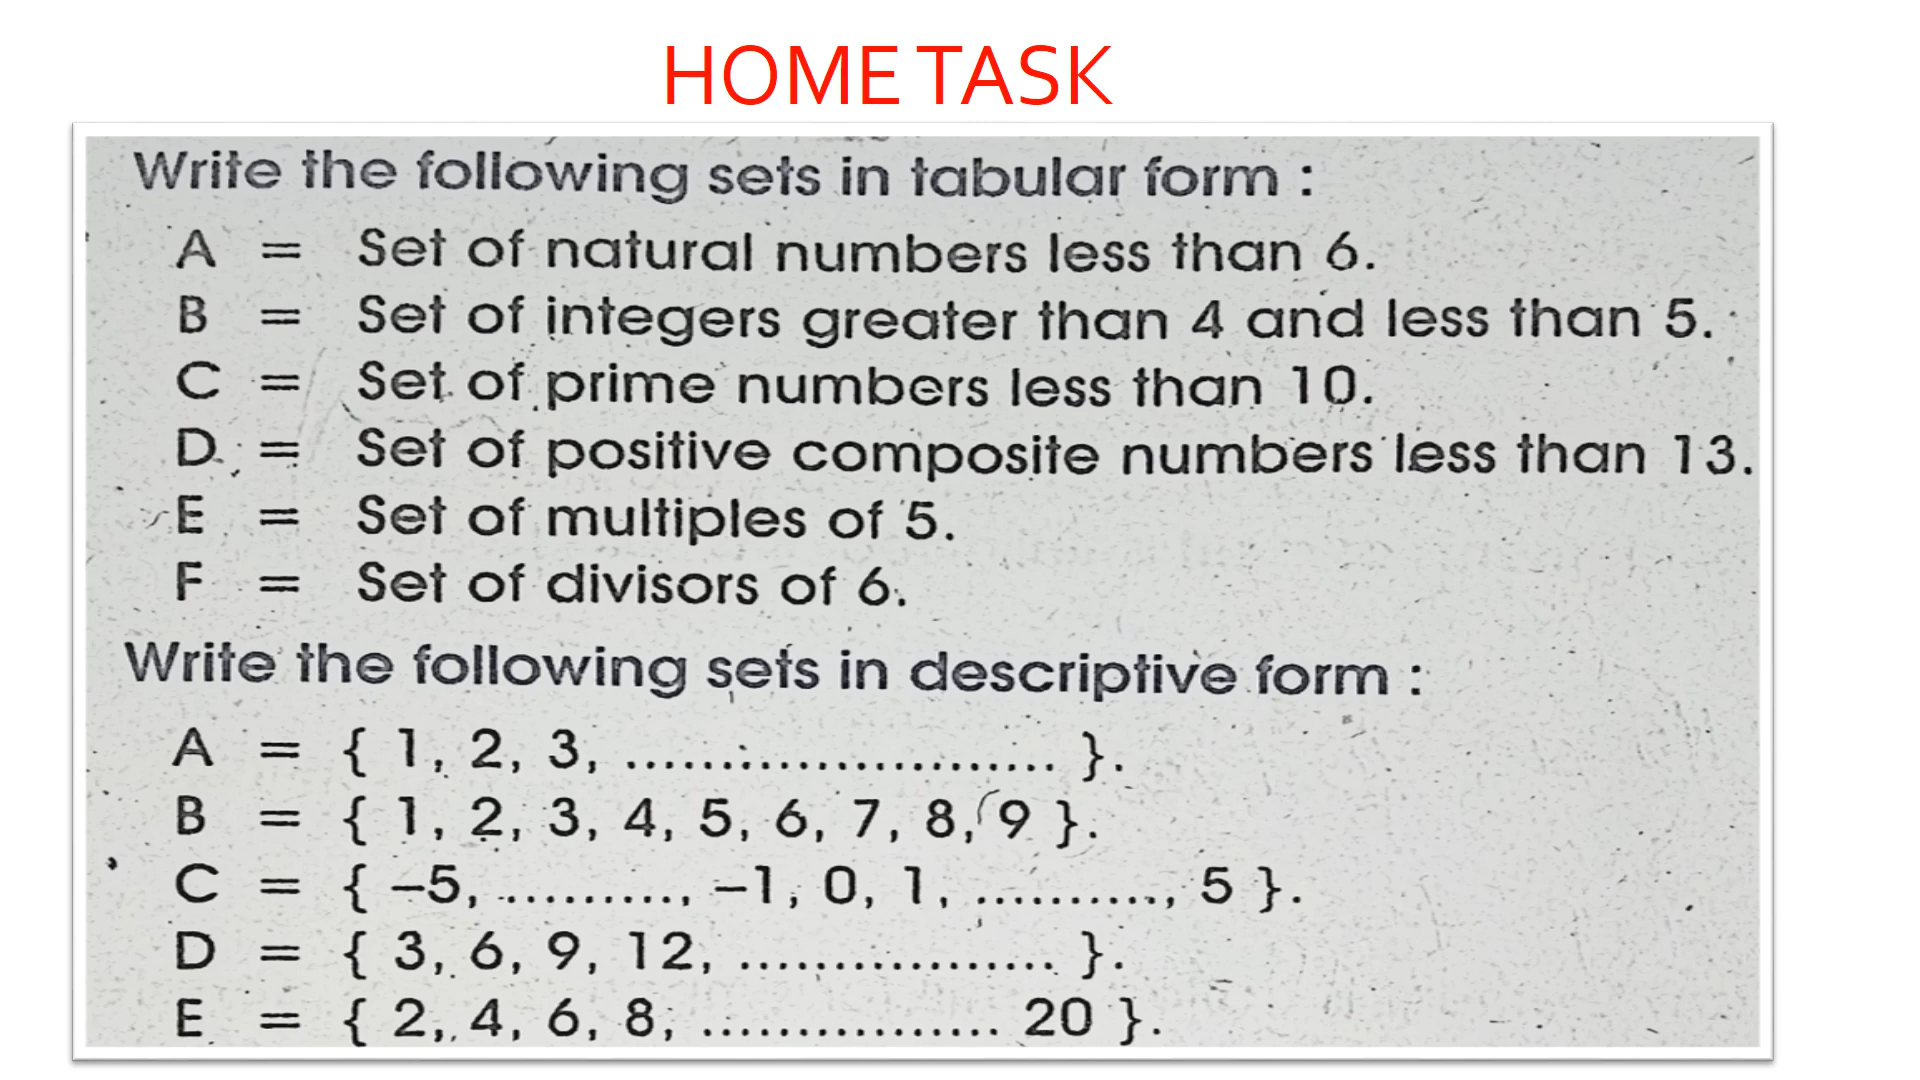 HOME TASK
Write the following sets in tabular form :
A = Set of natural numbers less than 6.
B = Set of integers greater than 4 and less than 5.
C = Set of prime numbers less than 10.
D = Set of positive composite numbers less than 13.
E = Set of multiples of 5.
F = Set of divisors of 6.
Write the following sets in descriptive form :
A = { 1, 2, 3, ....................... }.
B = { 1, 2, 3, 4, 5, 6, 7, 8, 9 }.
C = { –5, .........., –1, 0, 1, .........., 5 }.
D = { 3, 6, 9, 12, ................. }.
E = { 2, 4, 6, 8, ................ 20 }.